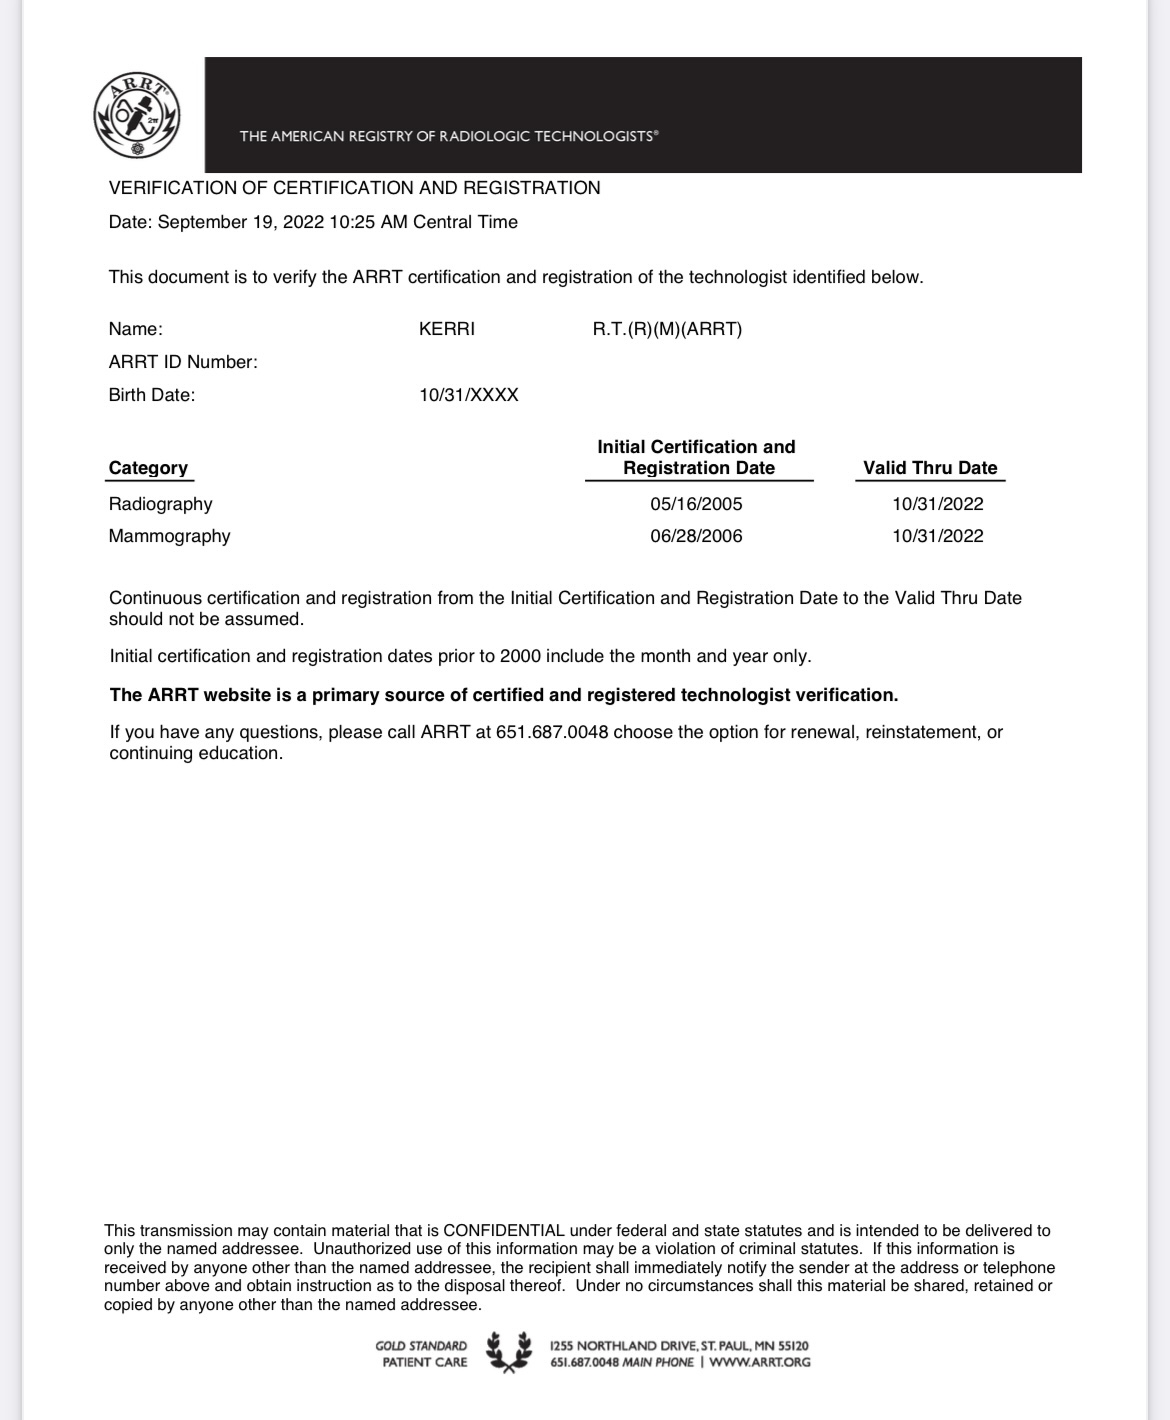 ARRT®
2π
THE AMERICAN REGISTRY OF RADIOLOGIC TECHNOLOGISTS®
VERIFICATION OF CERTIFICATION AND REGISTRATION
Date: September 19, 2022 10:25 AM Central Time
This document is to verify the ARRT certification and registration of the technologist identified below.
Name: KERRI R.T.(R)(M)(ARRT)
ARRT ID Number:
Birth Date: 10/31/XXXX
Initial Certification and
Category Registration Date Valid Thru Date
Radiography 05/16/2005 10/31/2022
Mammography 06/28/2006 10/31/2022
Continuous certification and registration from the Initial Certification and Registration Date to the Valid Thru Date
should not be assumed.
Initial certification and registration dates prior to 2000 include the month and year only.
The ARRT website is a primary source of certified and registered technologist verification.
If you have any questions, please call ARRT at 651.687.0048 choose the option for renewal, reinstatement, or
continuing education.
This transmission may contain material that is CONFIDENTIAL under federal and state statutes and is intended to be delivered to
only the named addressee. Unauthorized use of this information may be a violation of criminal statutes. If this information is
received by anyone other than the named addressee, the recipient shall immediately notify the sender at the address or telephone
number above and obtain instruction as to the disposal thereof. Under no circumstances shall this material be shared, retained or
copied by anyone other than the named addressee.
GOLD STANDARD 1255 NORTHLAND DRIVE, ST. PAUL, MN 55120
PATIENT CARE 651.687.0048 MAIN PHONE | WWW.ARRT.ORG